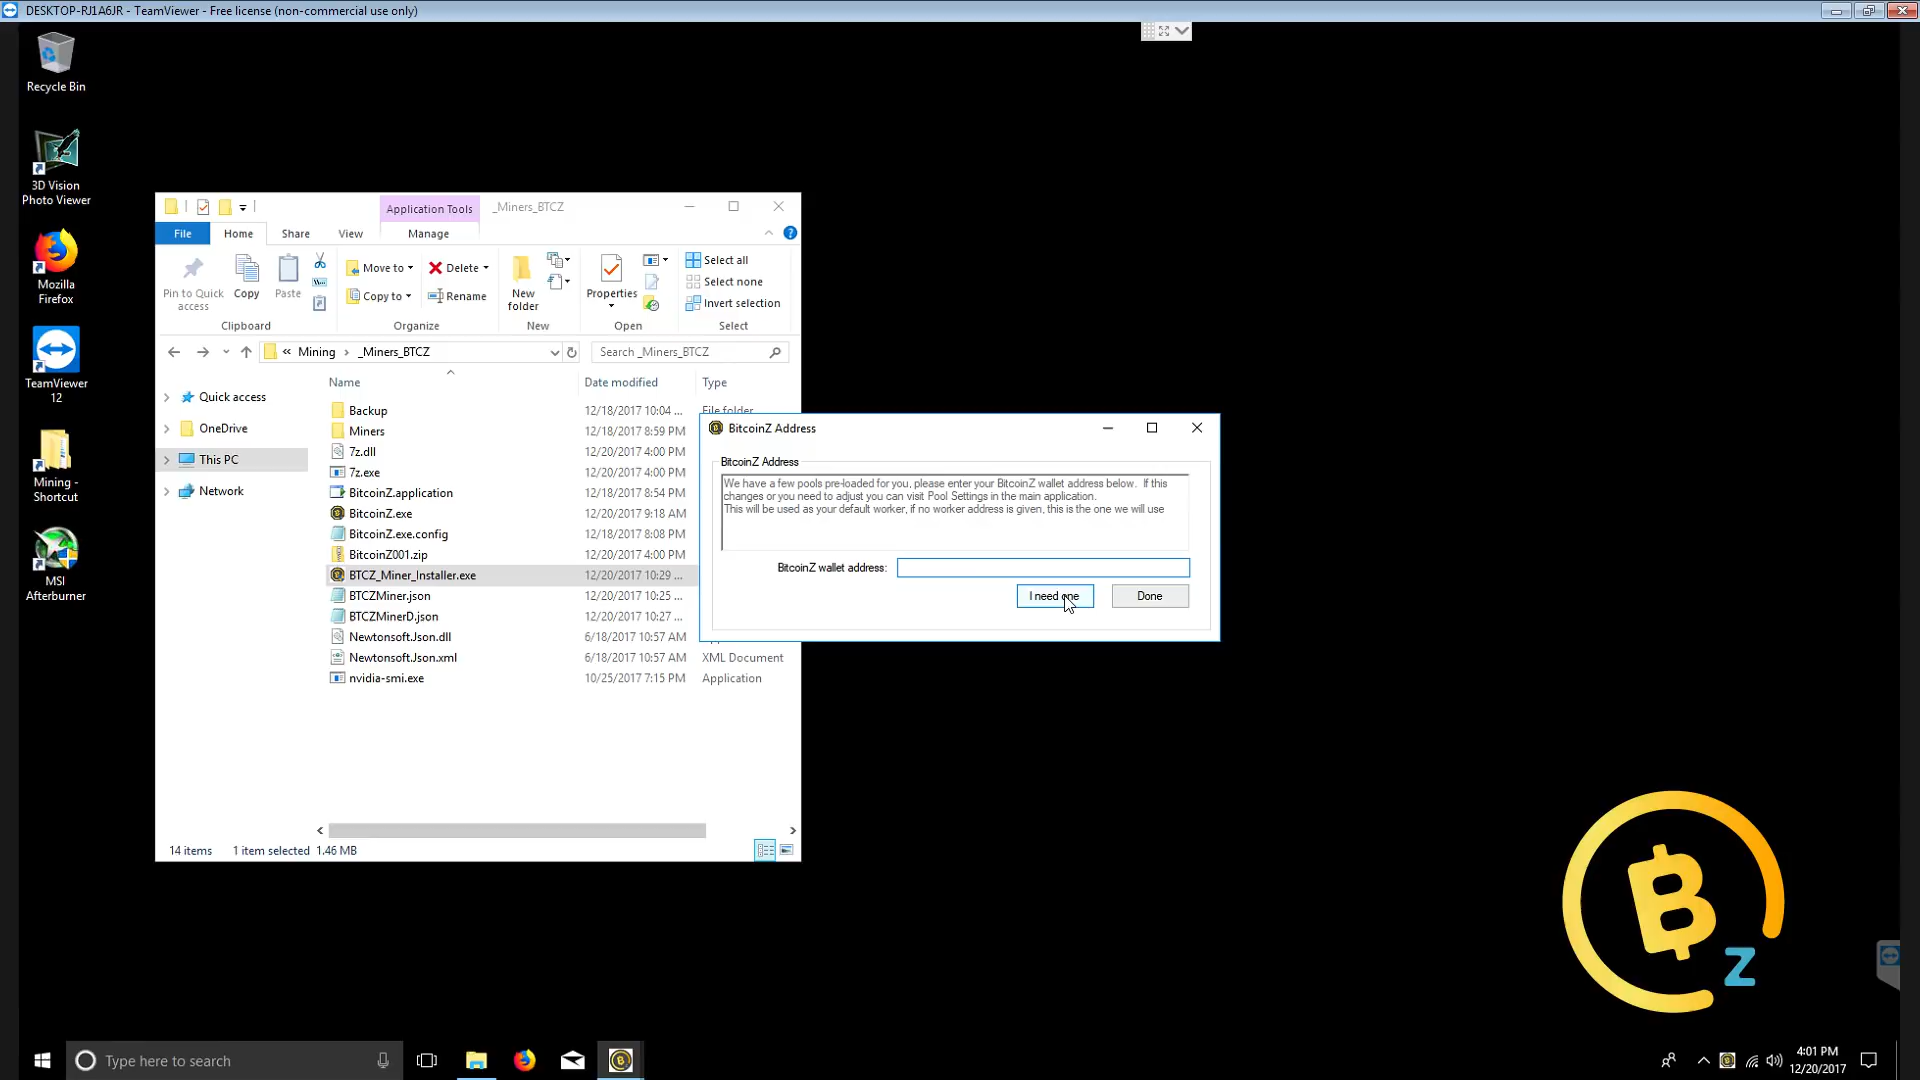 DESKTOP-RJ1A6JR - TeamViewer - Free license (non-commercial use only)
Recycle Bin
3D Vision
Photo Viewer
Mozilla
Firefox
TeamViewer
12
Mining -
Shortcut
MSI
Afterburner
Application Tools
_Miners_BTCZ
File
Home
Share
View
Manage
Pin to Quick
access
Copy
Paste
Clipboard
Move to
Copy to
Delete
Rename
Organize
New
folder
New
Properties
Open
Select all
Select none
Invert selection
Select
« Mining › _Miners_BTCZ
Search _Miners_BTCZ
Quick access
OneDrive
This PC
Network
Name Date modified Type
Backup 12/18/2017 10:04 ... File folder
Miners 12/18/2017 8:59 PM
7z.dll 12/20/2017 4:00 PM
7z.exe 12/20/2017 4:00 PM
BitcoinZ.application 12/18/2017 8:54 PM
BitcoinZ.exe 12/20/2017 9:18 AM
BitcoinZ.exe.config 12/18/2017 8:08 PM
BitcoinZ001.zip 12/20/2017 4:00 PM
BTCZ_Miner_Installer.exe 12/20/2017 10:29 ...
BTCZMiner.json 12/20/2017 10:25 ...
BTCZMinerD.json 12/20/2017 10:27 ...
Newtonsoft.Json.dll 6/18/2017 10:57 AM
Newtonsoft.Json.xml 6/18/2017 10:57 AM XML Document
nvidia-smi.exe 10/25/2017 7:15 PM Application
14 items 1 item selected 1.46 MB
BitcoinZ Address
BitcoinZ Address
We have a few pools pre-loaded for you, please enter your BitcoinZ wallet address below. If this
changes or you need to adjust you can visit Pool Settings in the main application.
This will be used as your default worker, if no worker address is given, this is the one we will use
BitcoinZ wallet address:
I need one
Done
B
Z
Type here to search
4:01 PM
12/20/2017